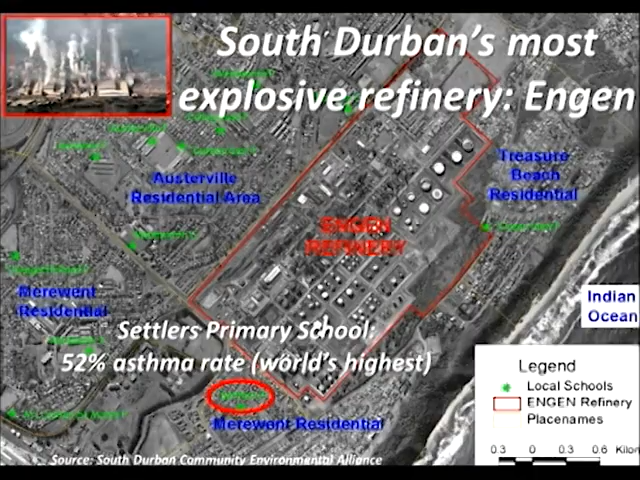 South Durban's most
explosive refinery: Engen
Treasure
Beach
Residential
Austerville
Residential Area
ENGEN
REFINERY
Merewent
Residential
Indian
Ocean
Settlers Primary School:
52% asthma rate (world's highest)
Merewent Residential
Legend
Local Schools
ENGEN Refinery
Placenames
0.3 0 0.3 0.6 Kilon
Source: South Durban Community Environmental Alliance